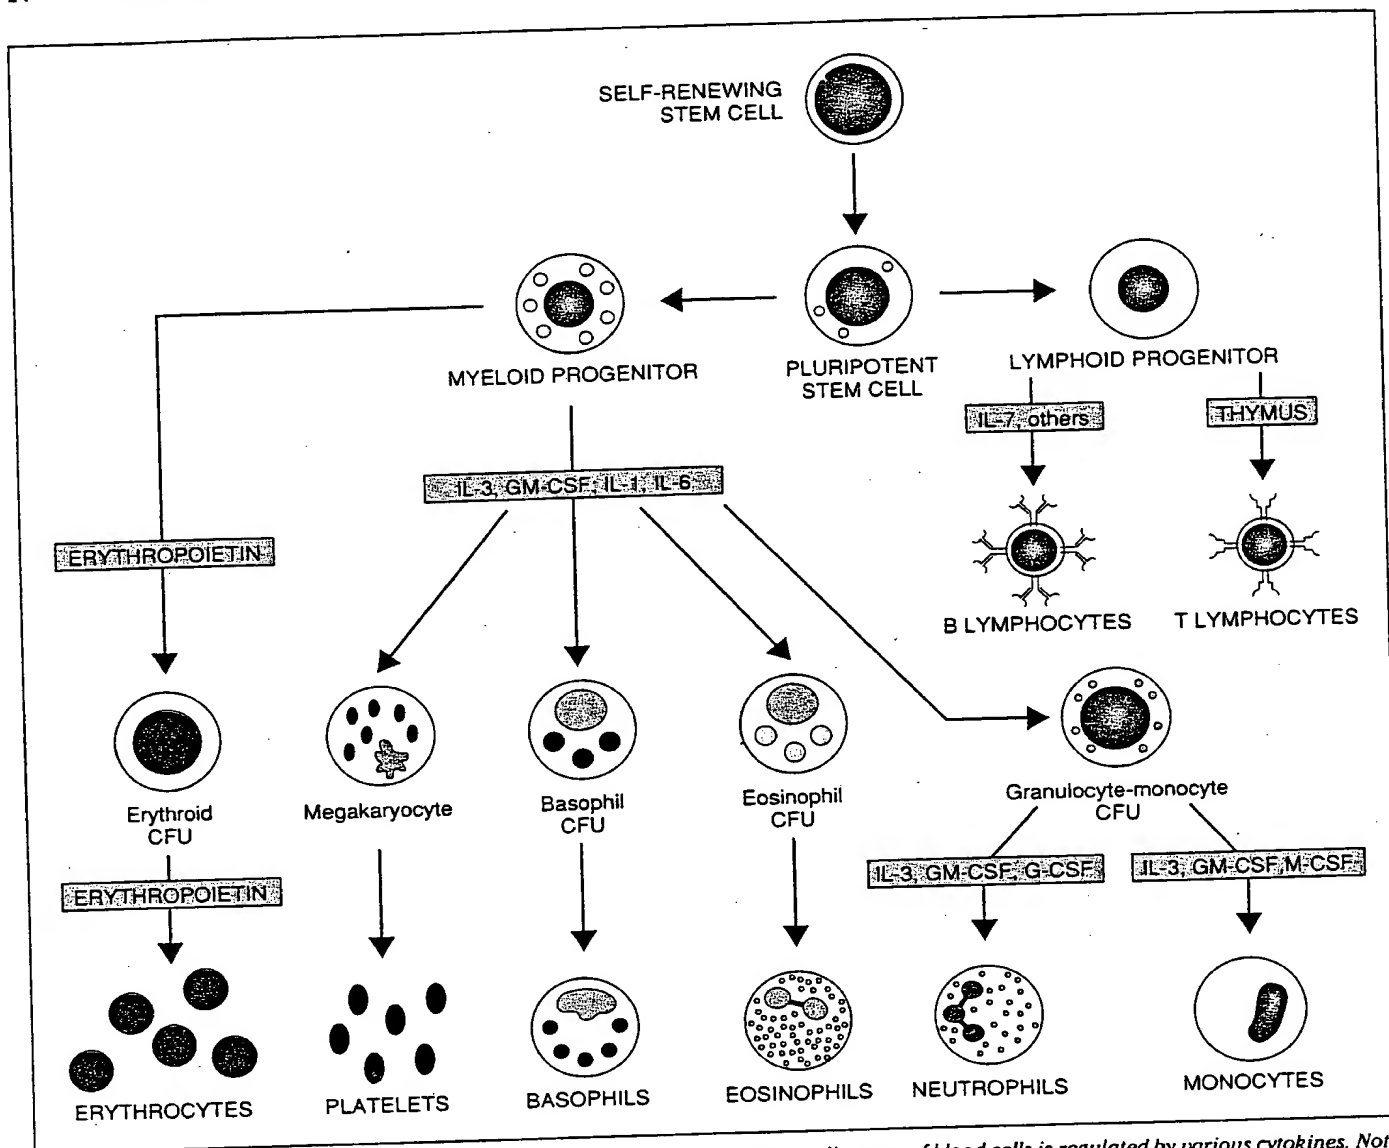 SELF-RENEWING
STEM CELL
MYELOID PROGENITOR
PLURIPOTENT
STEM CELL
LYMPHOID PROGENITOR
IL-7, others
THYMUS
IL-3, GM-CSF, IL-1, IL-6
ERYTHROPOIETIN
B LYMPHOCYTES
T LYMPHOCYTES
Erythroid
CFU
Megakaryocyte
Basophil
CFU
Eosinophil
CFU
Granulocyte-monocyte
CFU
ERYTHROPOIETIN
IL-3, GM-CSF, G-CSF
IL-3, GM-CSF, M-CSF
ERYTHROCYTES
PLATELETS
BASOPHILS
EOSINOPHILS
NEUTROPHILS
MONOCYTES
of blood cells is regulated by various cytokines. Not